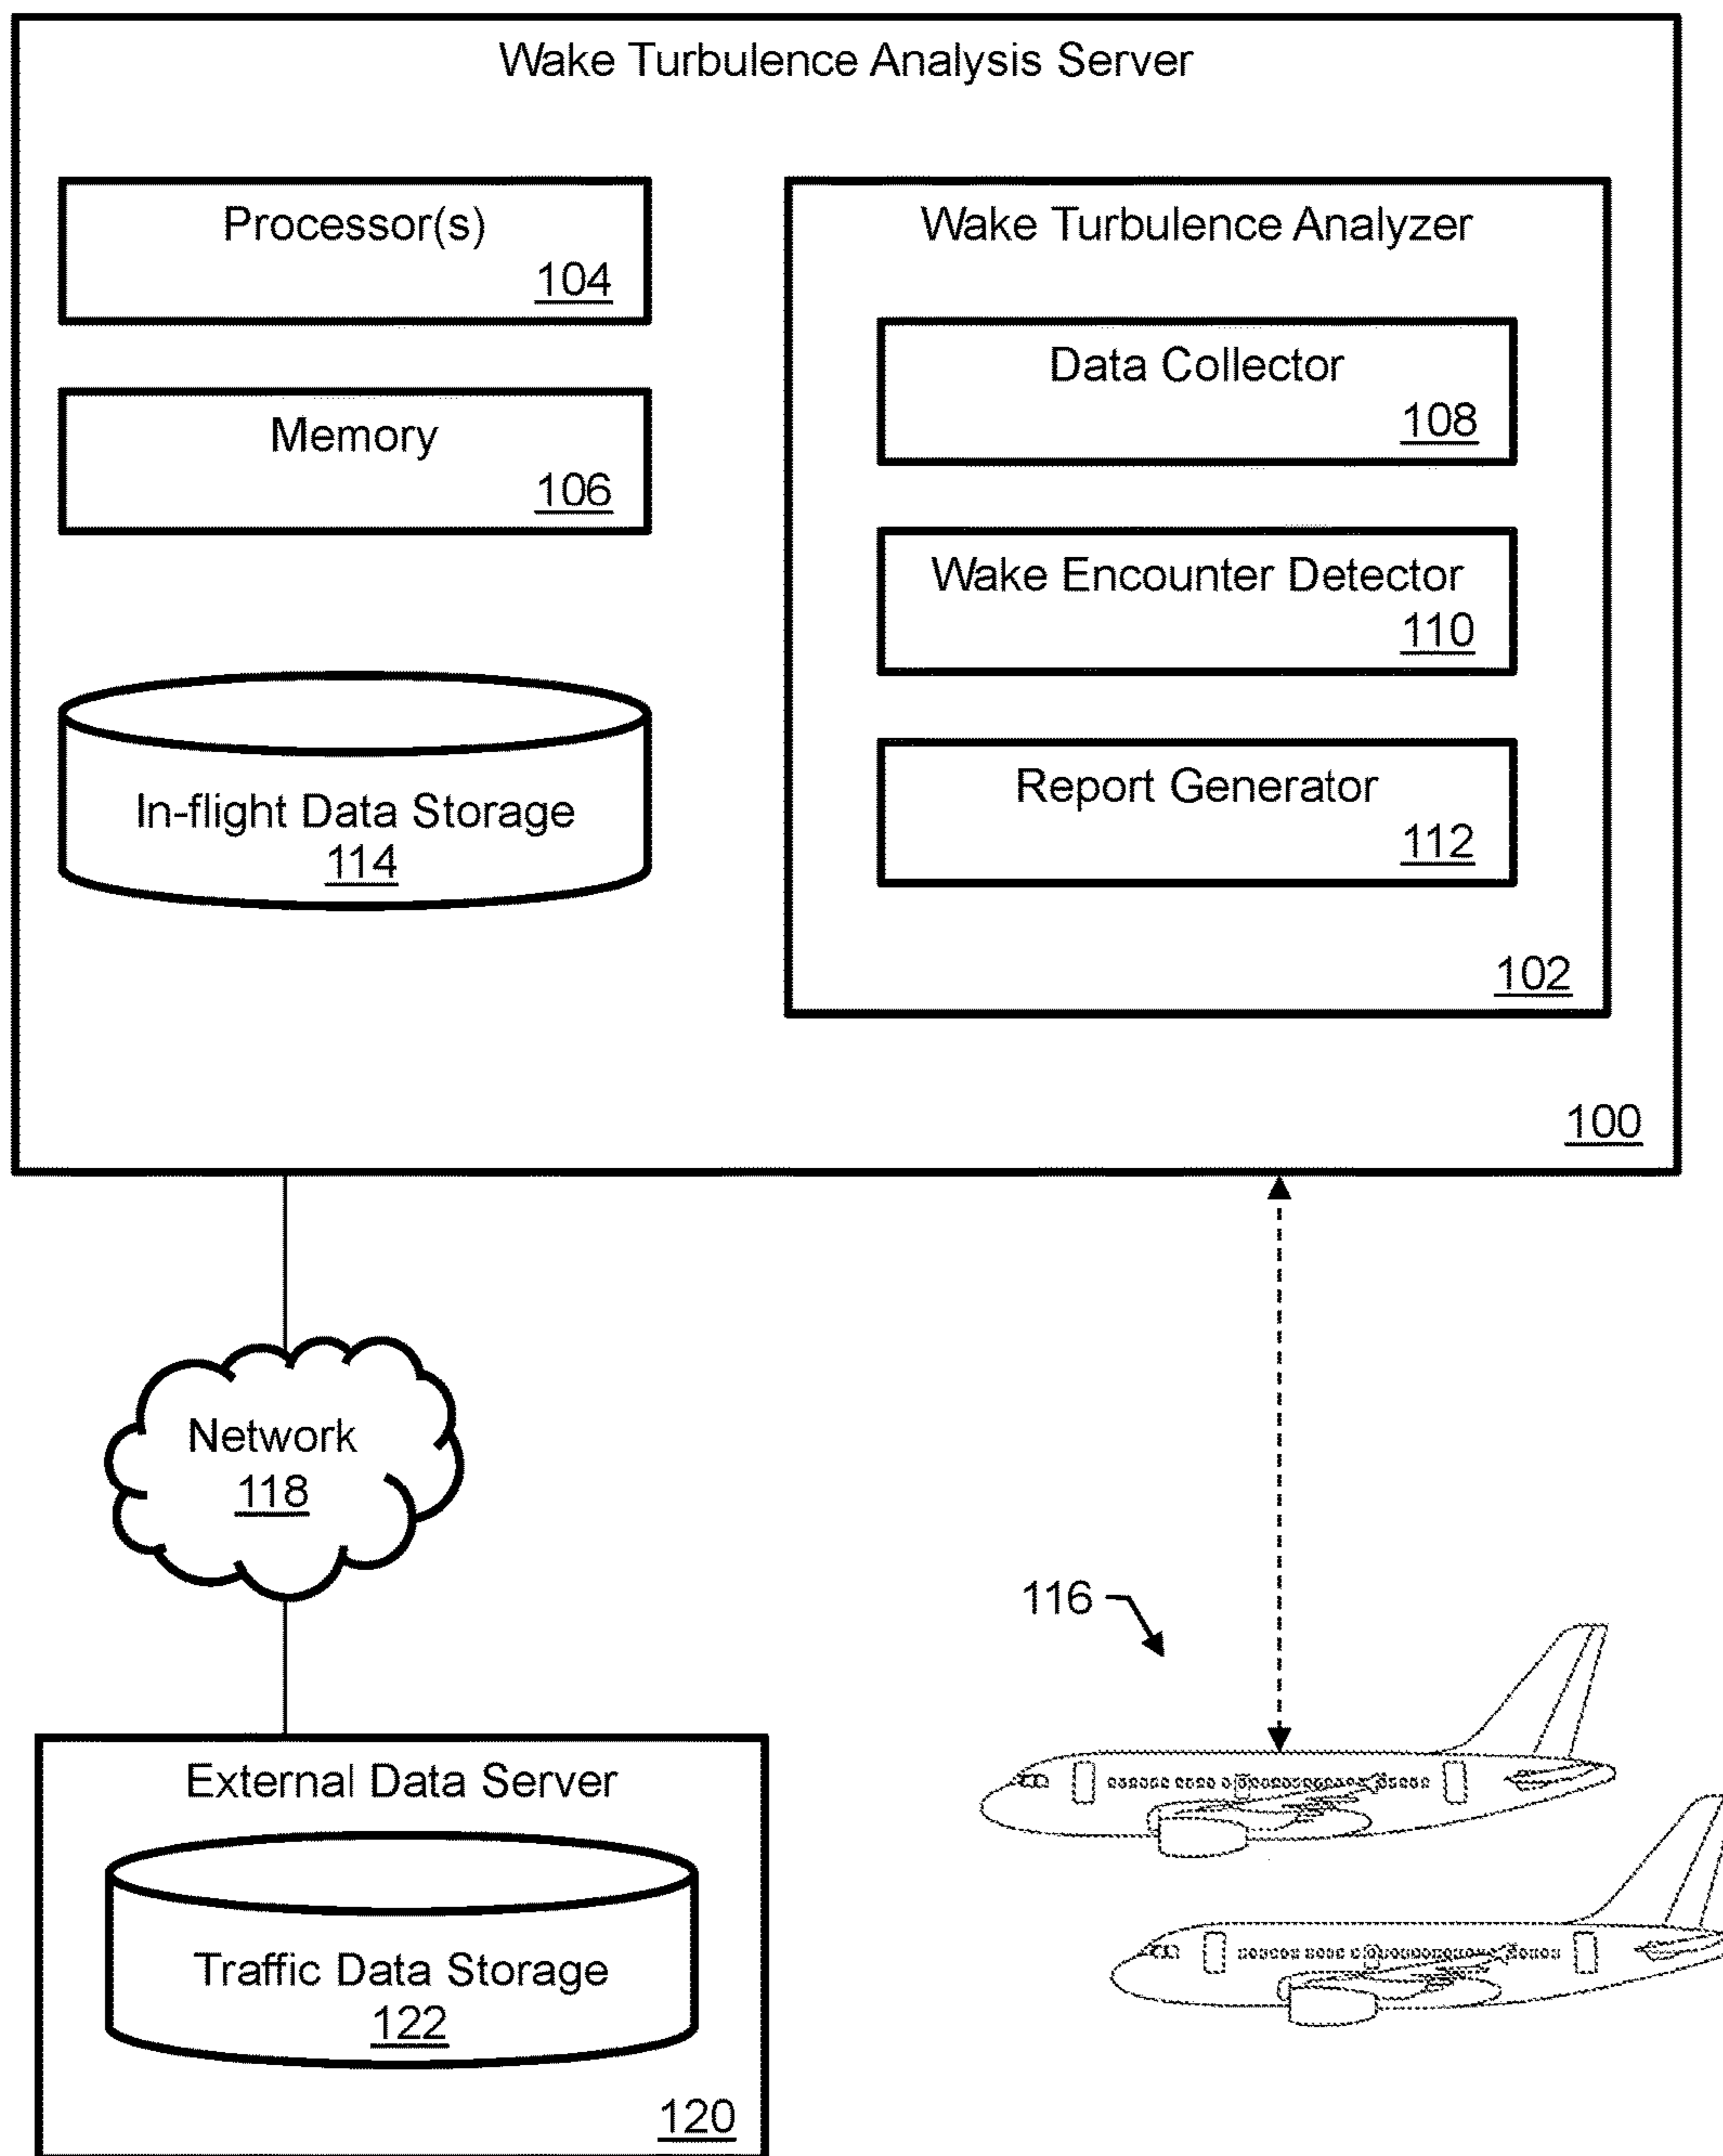 Wake Turbulence Analysis Server
Processor(s)
104
Memory
106
In-flight Data Storage
114
Wake Turbulence Analyzer
Data Collector
108
Wake Encounter Detector
110
Report Generator
112
102
100
Network
118
116
External Data Server
Traffic Data Storage
122
120